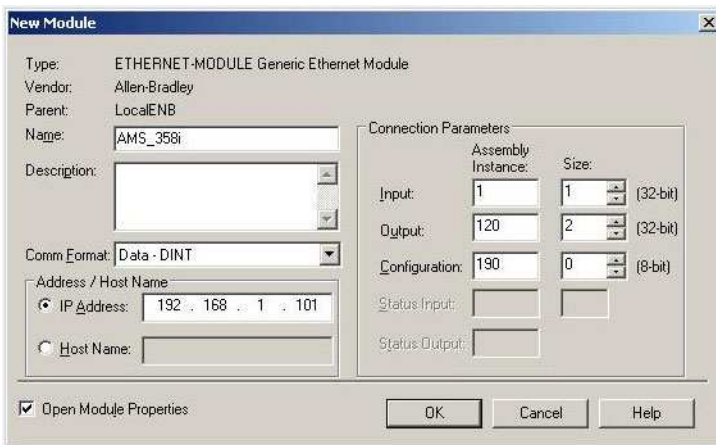 New Module
Type: ETHERNET-MODULE Generic Ethernet Module
Vendor: Allen-Bradley
Parent: LocalENB
Name: AMS_358i
Description:
Comm Format: Data - DINT
Address / Host Name
IP Address: 192 . 168 . 1 . 101
Host Name:
Connection Parameters
Assembly
Instance: Size:
Input: 1 1 (32-bit)
Output: 120 2 (32-bit)
Configuration: 190 0 (8-bit)
Status Input:
Status Output:
Open Module Properties
OK Cancel Help